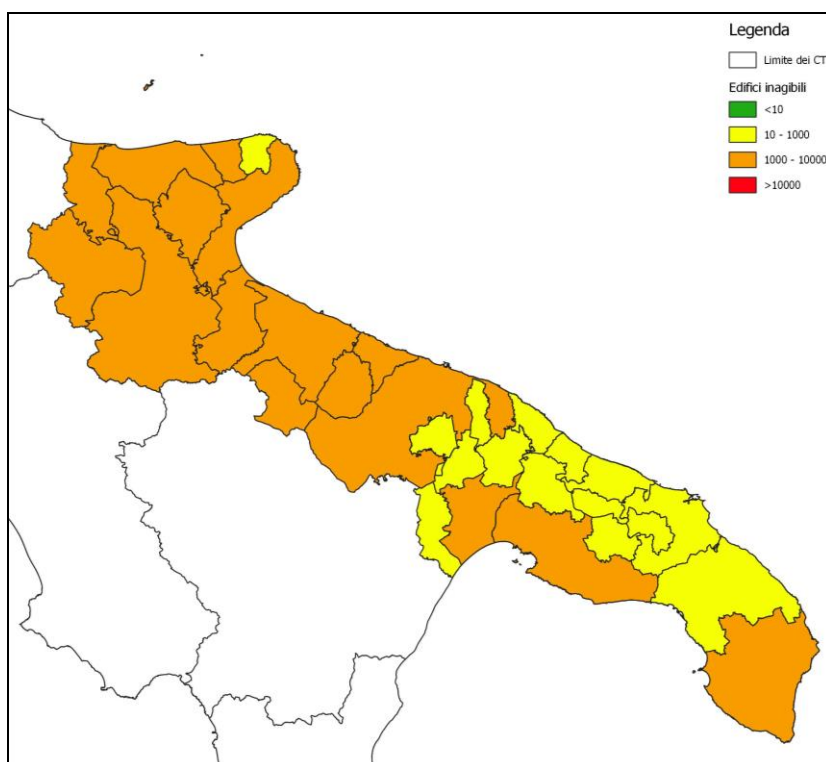 Legenda
Limite dei CT
Edifici inagibili
<10
10 - 1000
1000 - 10000
>10000